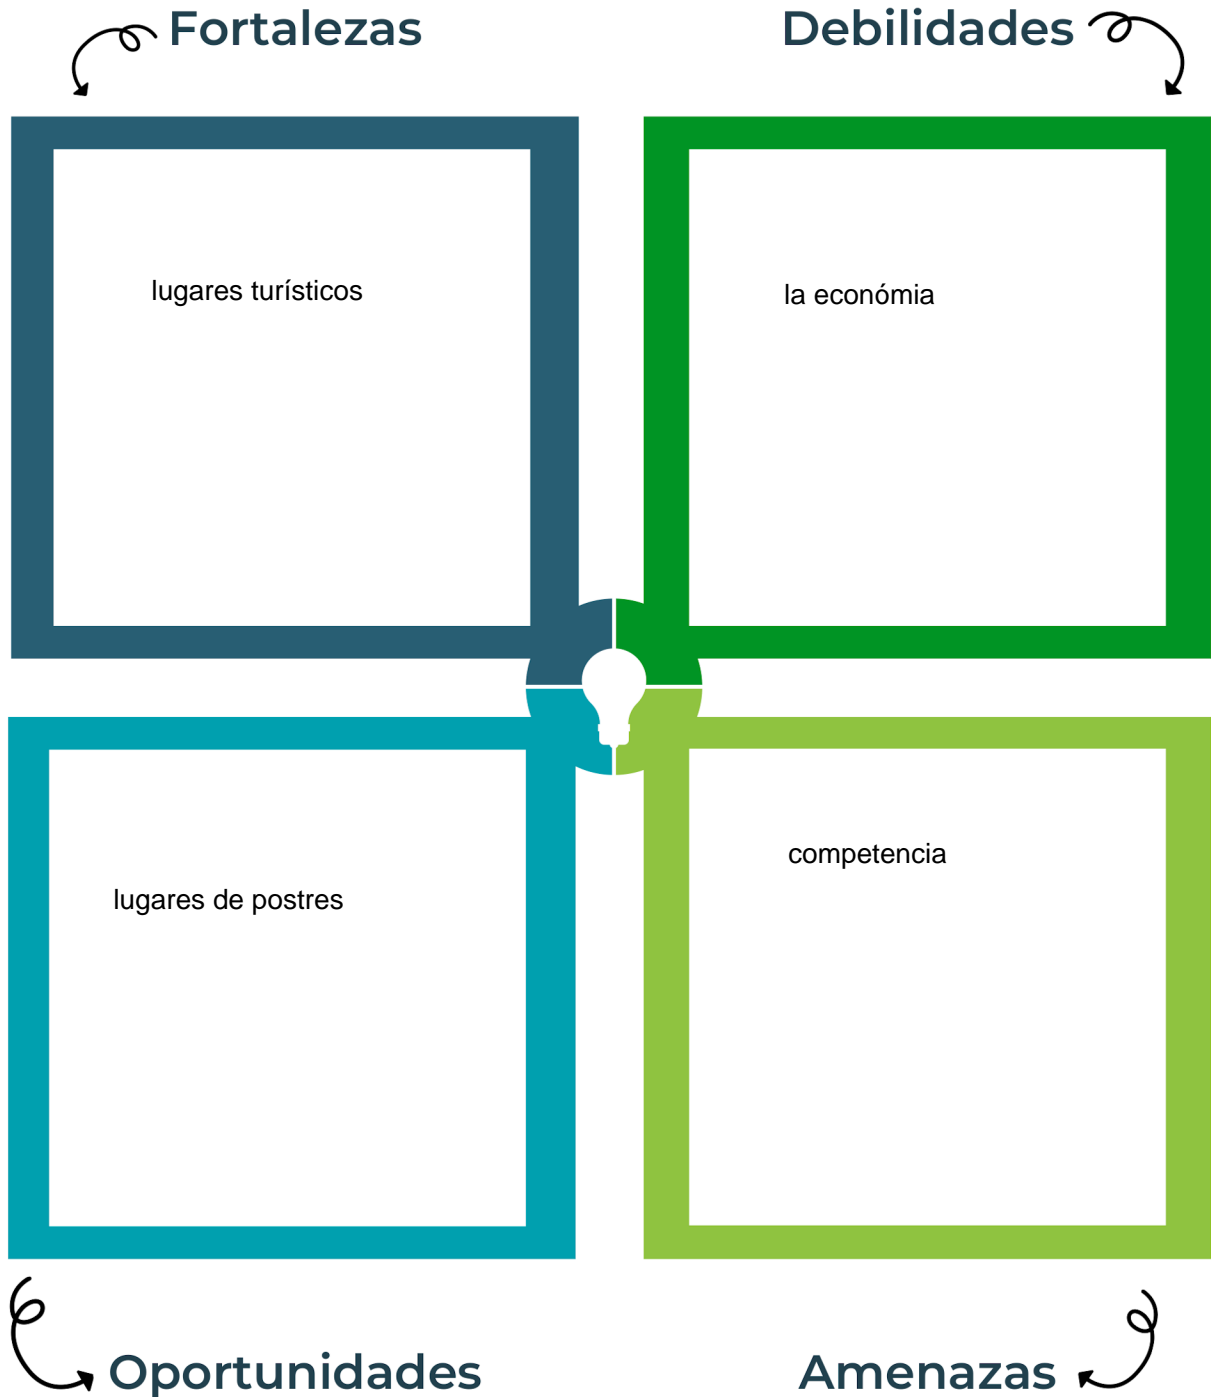 Fortalezas
Debilidades
lugares turísticos
la económia
lugares de postres
competencia
Oportunidades
Amenazas